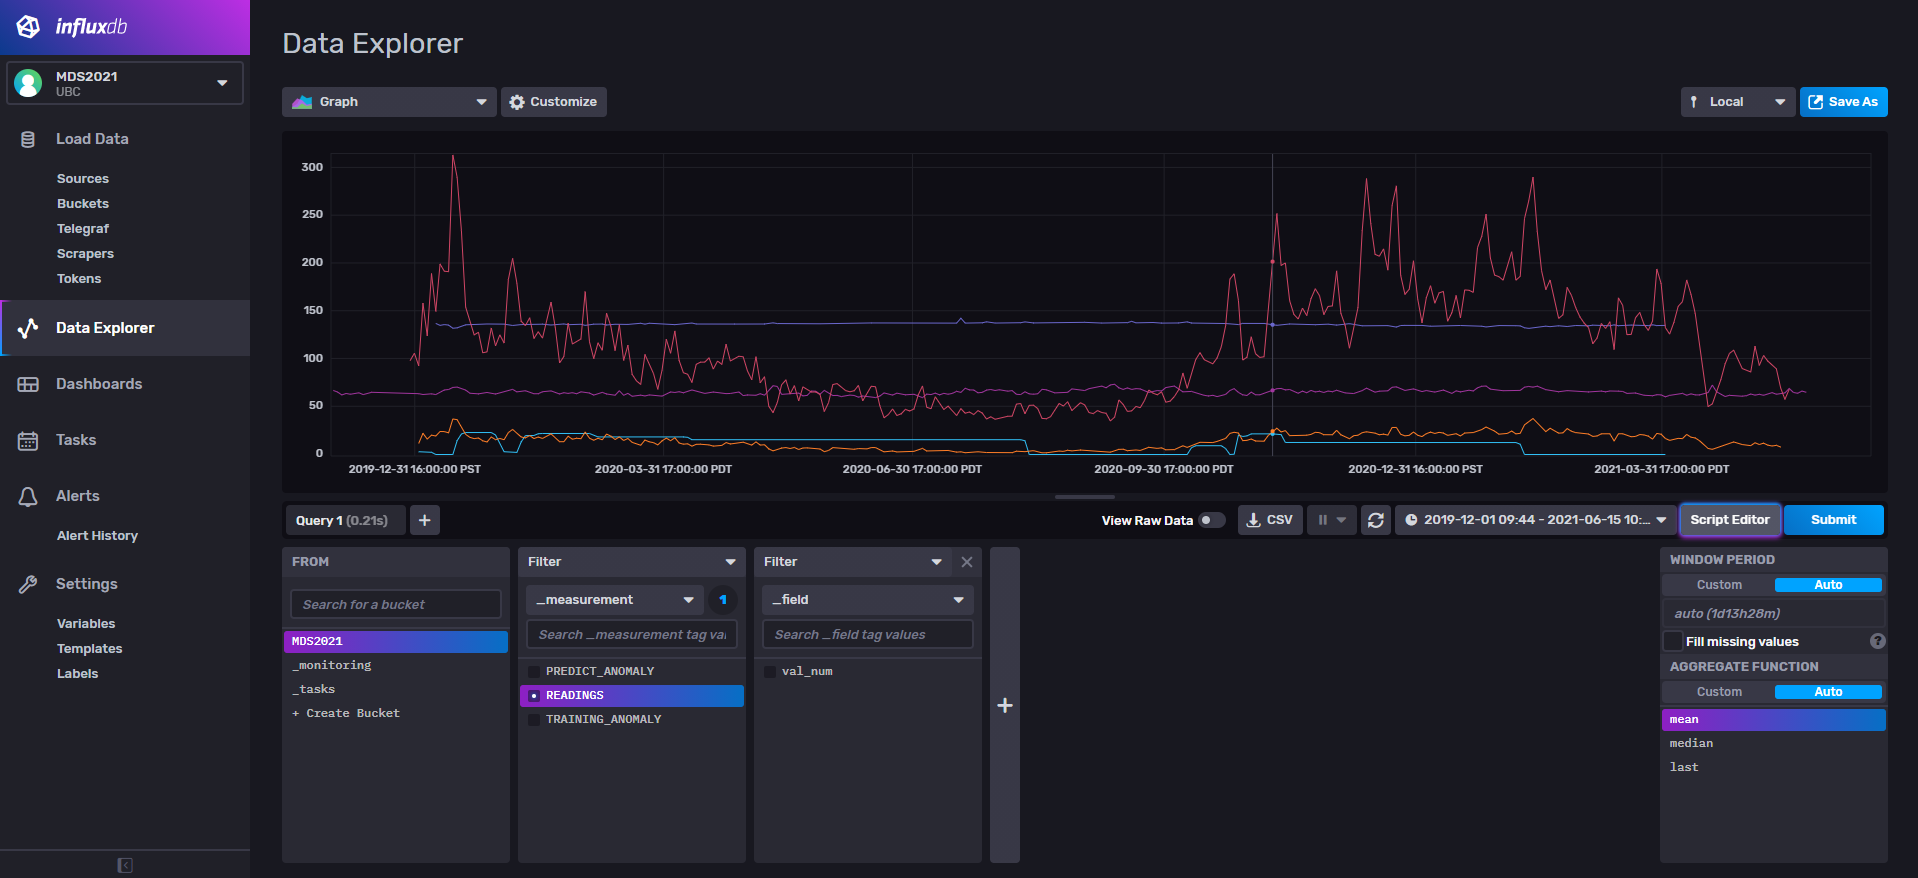 influxdb
MDS2021
UBC
Load Data
Sources
Buckets
Telegraf
Scrapers
Tokens
Data Explorer
Dashboards
Tasks
Alerts
Alert History
Settings
Variables
Templates
Labels
Data Explorer
Graph
Customize
Local
Save As
300
250
200
150
100
50
0
2019-12-31 16:00:00 PST
2020-03-31 17:00:00 PDT
2020-06-30 17:00:00 PDT
2020-09-30 17:00:00 PDT
2020-12-31 16:00:00 PST
2021-03-31 17:00:00 PDT
Query 1 (0.21s)
+
View Raw Data
CSV
2019-12-01 09:44 - 2021-06-15 10:...
Script Editor
Submit
FROM
Search for a bucket
MDS2021
_monitoring
_tasks
+ Create Bucket
Filter
_measurement
1
Search _measurement tag val
PREDICT_ANOMALY
READINGS
TRAINING_ANOMALY
Filter
_field
Search _field tag values
val_num
+
WINDOW PERIOD
Custom
Auto
auto (1d13h28m)
Fill missing values
?
AGGREGATE FUNCTION
Custom
Auto
mean
median
last